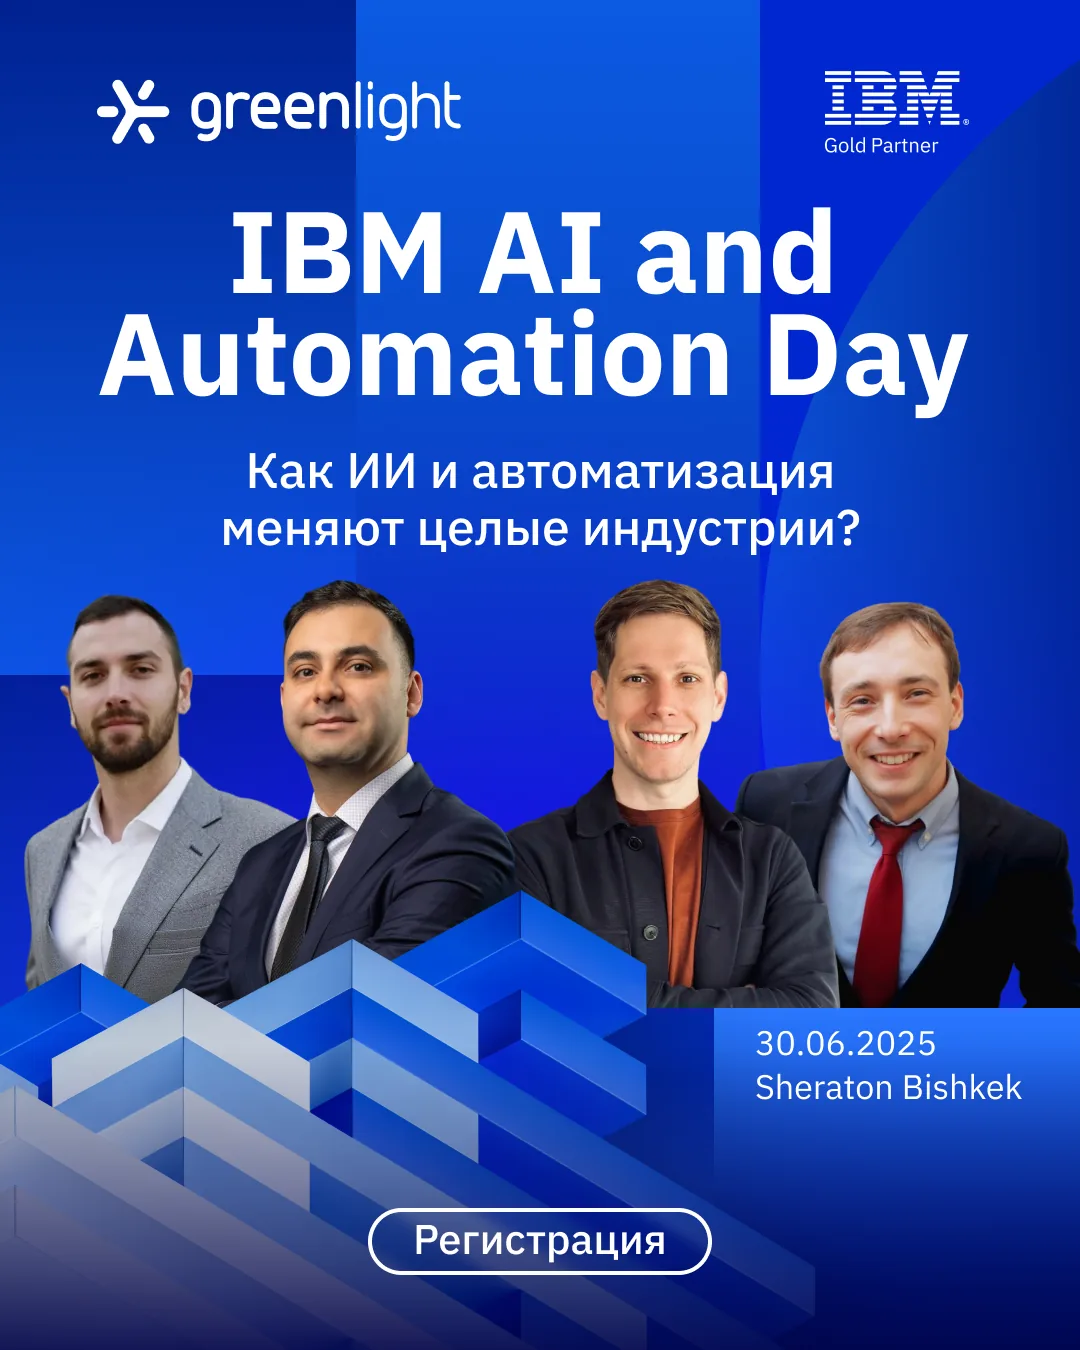 greenlight
IBM®
Gold Partner
IBM AI and
Automation Day
Как ИИ и автоматизация
меняют целые индустрии?
30.06.2025
Sheraton Bishkek
Регистрация